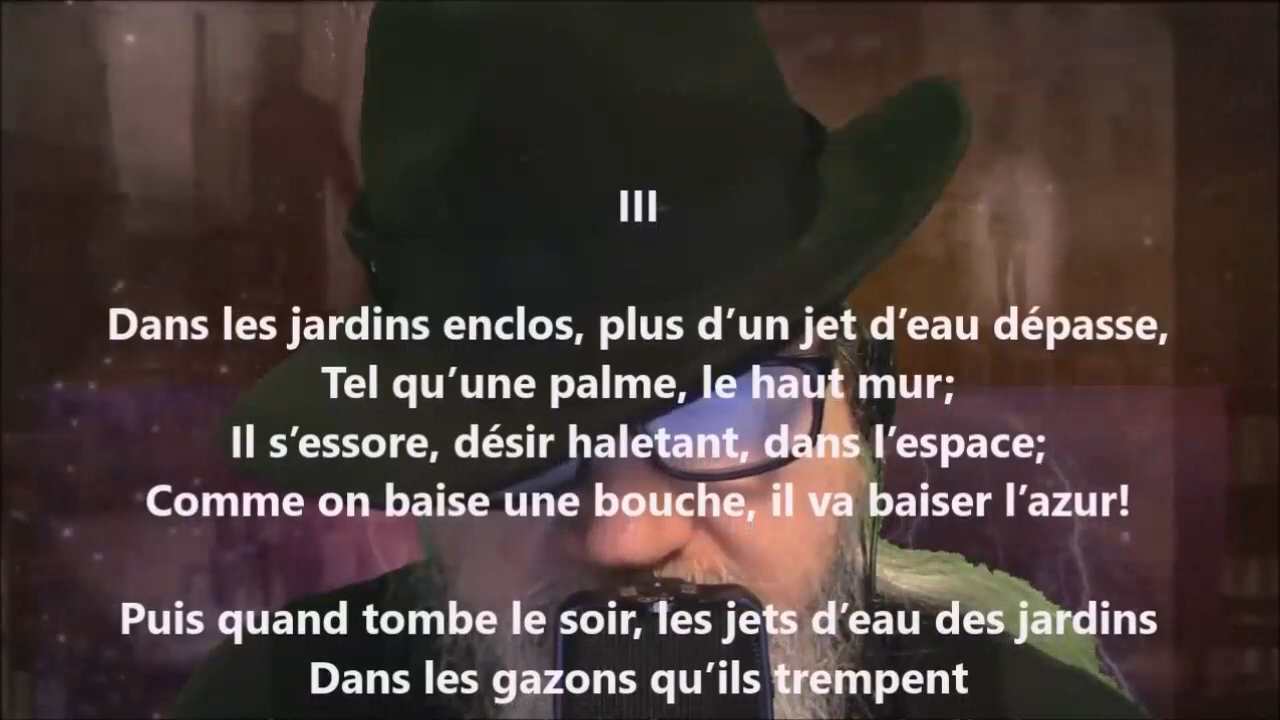 III
Dans les jardins enclos, plus d’un jet d’eau dépasse,
Tel qu’une palme, le haut mur;
Il s’essore, désir haletant, dans l’espace;
Comme on baise une bouche, il va baiser l’azur!
Puis quand tombe le soir, les jets d’eau des jardins
Dans les gazons qu’ils trempent